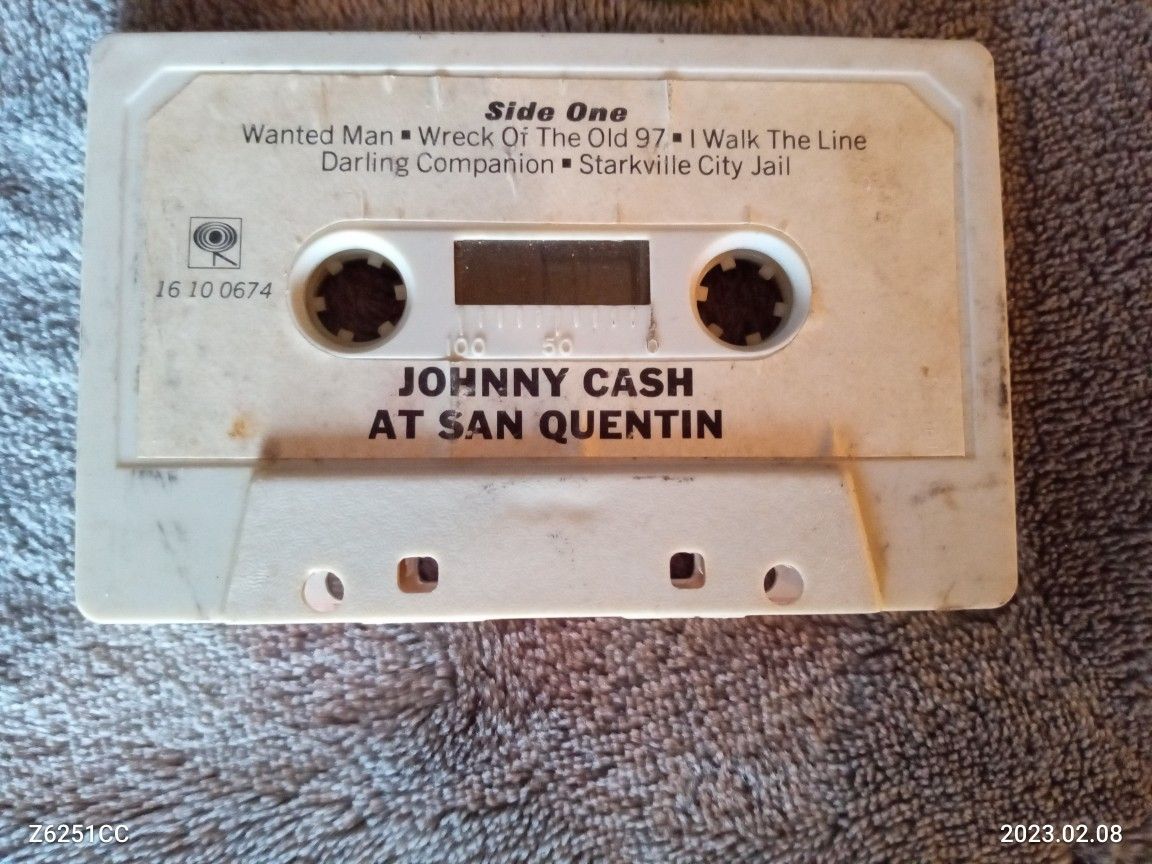 Side One
Wanted Man ▪ Wreck Of The Old 97 ▪ I Walk The Line
Darling Companion ▪ Starkville City Jail
16 10 0674
100 50 0
JOHNNY CASH
AT SAN QUENTIN
Z6251CC 2023.02.08